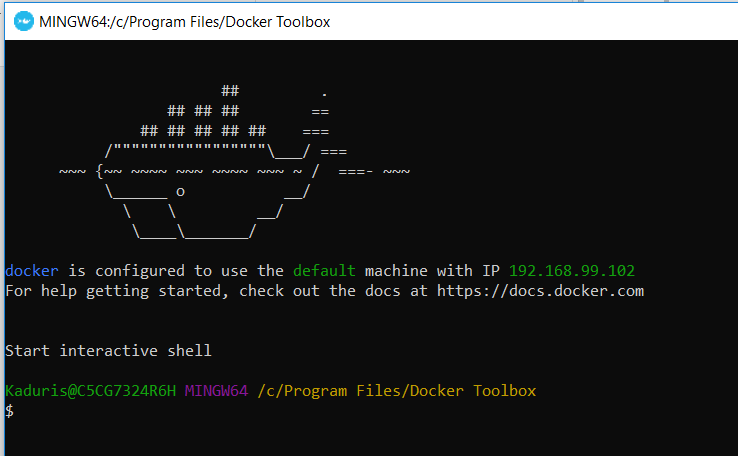 MINGW64:/c/Program Files/Docker Toolbox
                        ##         .
                  ## ## ##        ==
               ## ## ## ## ##    ===
           /"""""""""""""""""\___/ ===
      ~~~ {~~ ~~~~ ~~~ ~~~~ ~~~ ~ /  ===- ~~~
           \______ o           __/
             \    \         __/
              \____\_______/
docker is configured to use the default machine with IP 192.168.99.102
For help getting started, check out the docs at https://docs.docker.com
Start interactive shell
Kaduris@C5CG7324R6H MINGW64 /c/Program Files/Docker Toolbox
$